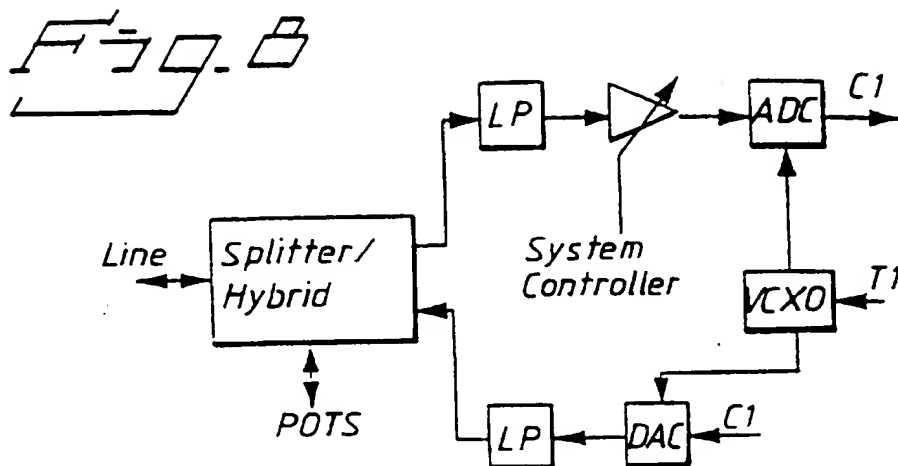 Fig. 8
LP
ADC
C1
Line
Splitter/
Hybrid
System
Controller
VCXO
T1
POTS
LP
DAC
C1